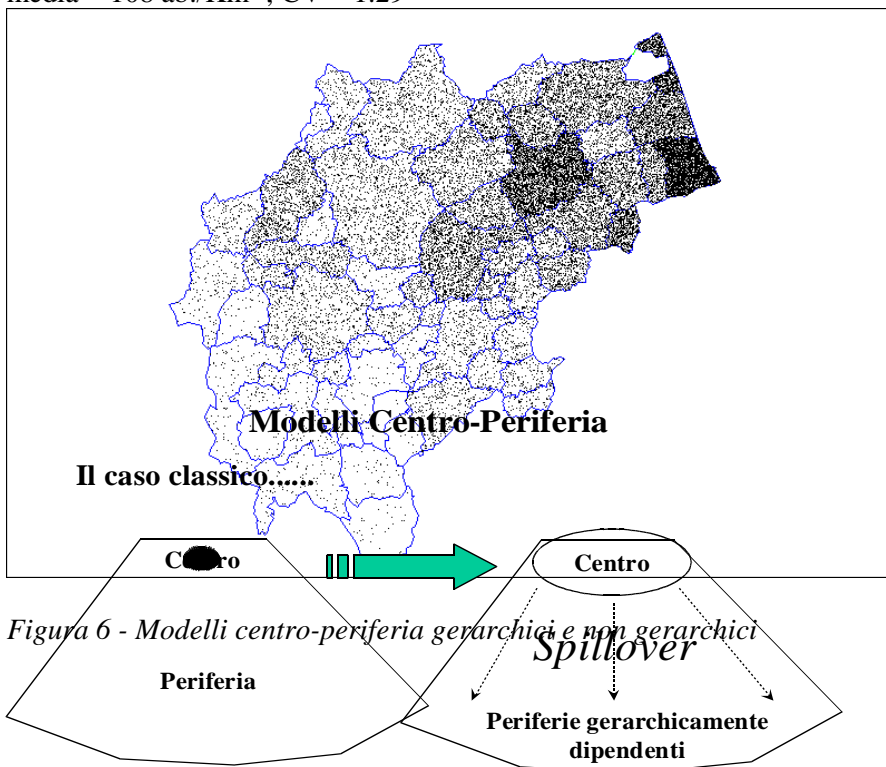 Modelli Centro-Periferia
Il caso classico......
Centro
Centro
Figura 6 - Modelli centro-periferia gerarchici e non gerarchici
Spillover
Periferia
Periferie gerarchicamente
dipendenti